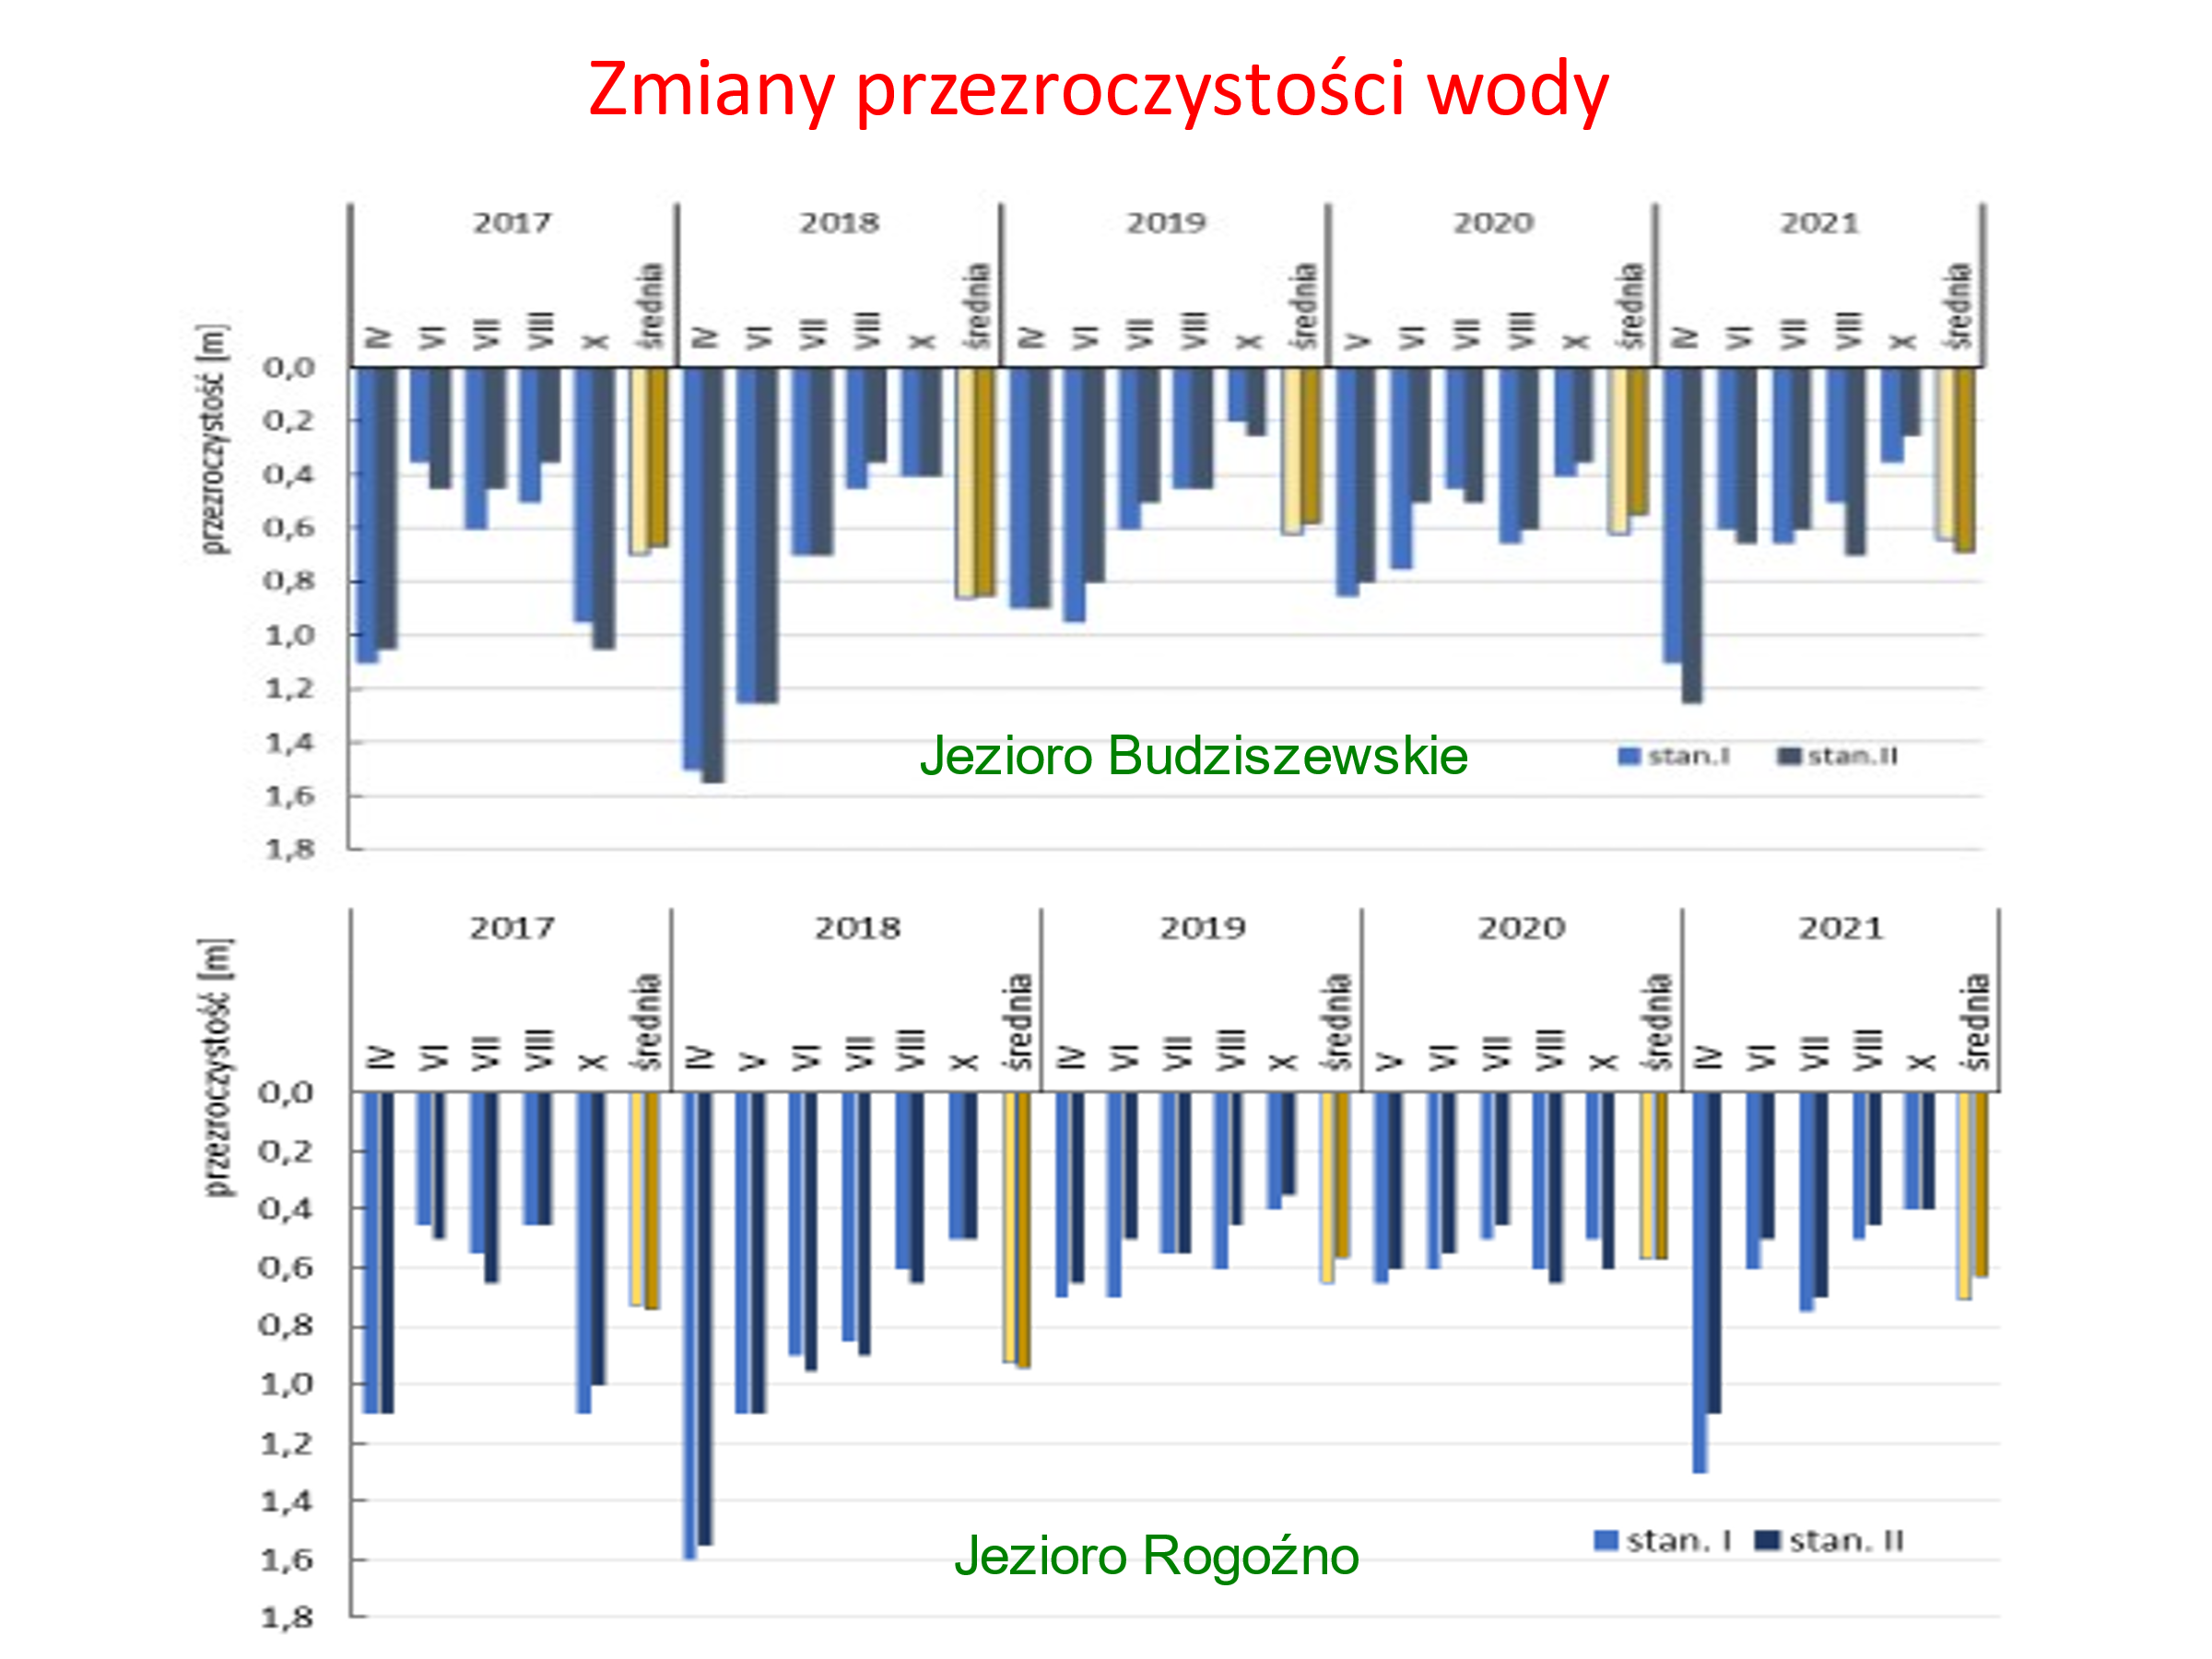 Zmiany przezroczystości wody
2017 2018 2019 2020 2021
IV VI VII VIII X średnia IV VI VII VIII X średnia IV VI VII VIII X średnia V VI VII VIII X średnia IV VI VII VIII X średnia
przezroczystość [m]
0,0
0,2
0,4
0,6
0,8
1,0
1,2
1,4
1,6
1,8
Jezioro Budziszewskie
stan.I stan.II
2017 2018 2019 2020 2021
IV VI VII VIII X średnia IV V VI VII VIII X średnia IV VI VII VIII X średnia V VI VII VIII X średnia IV VI VII VIII X średnia
przezroczystość [m]
0,0
0,2
0,4
0,6
0,8
1,0
1,2
1,4
1,6
1,8
Jezioro Rogoźno
stan. I stan. II